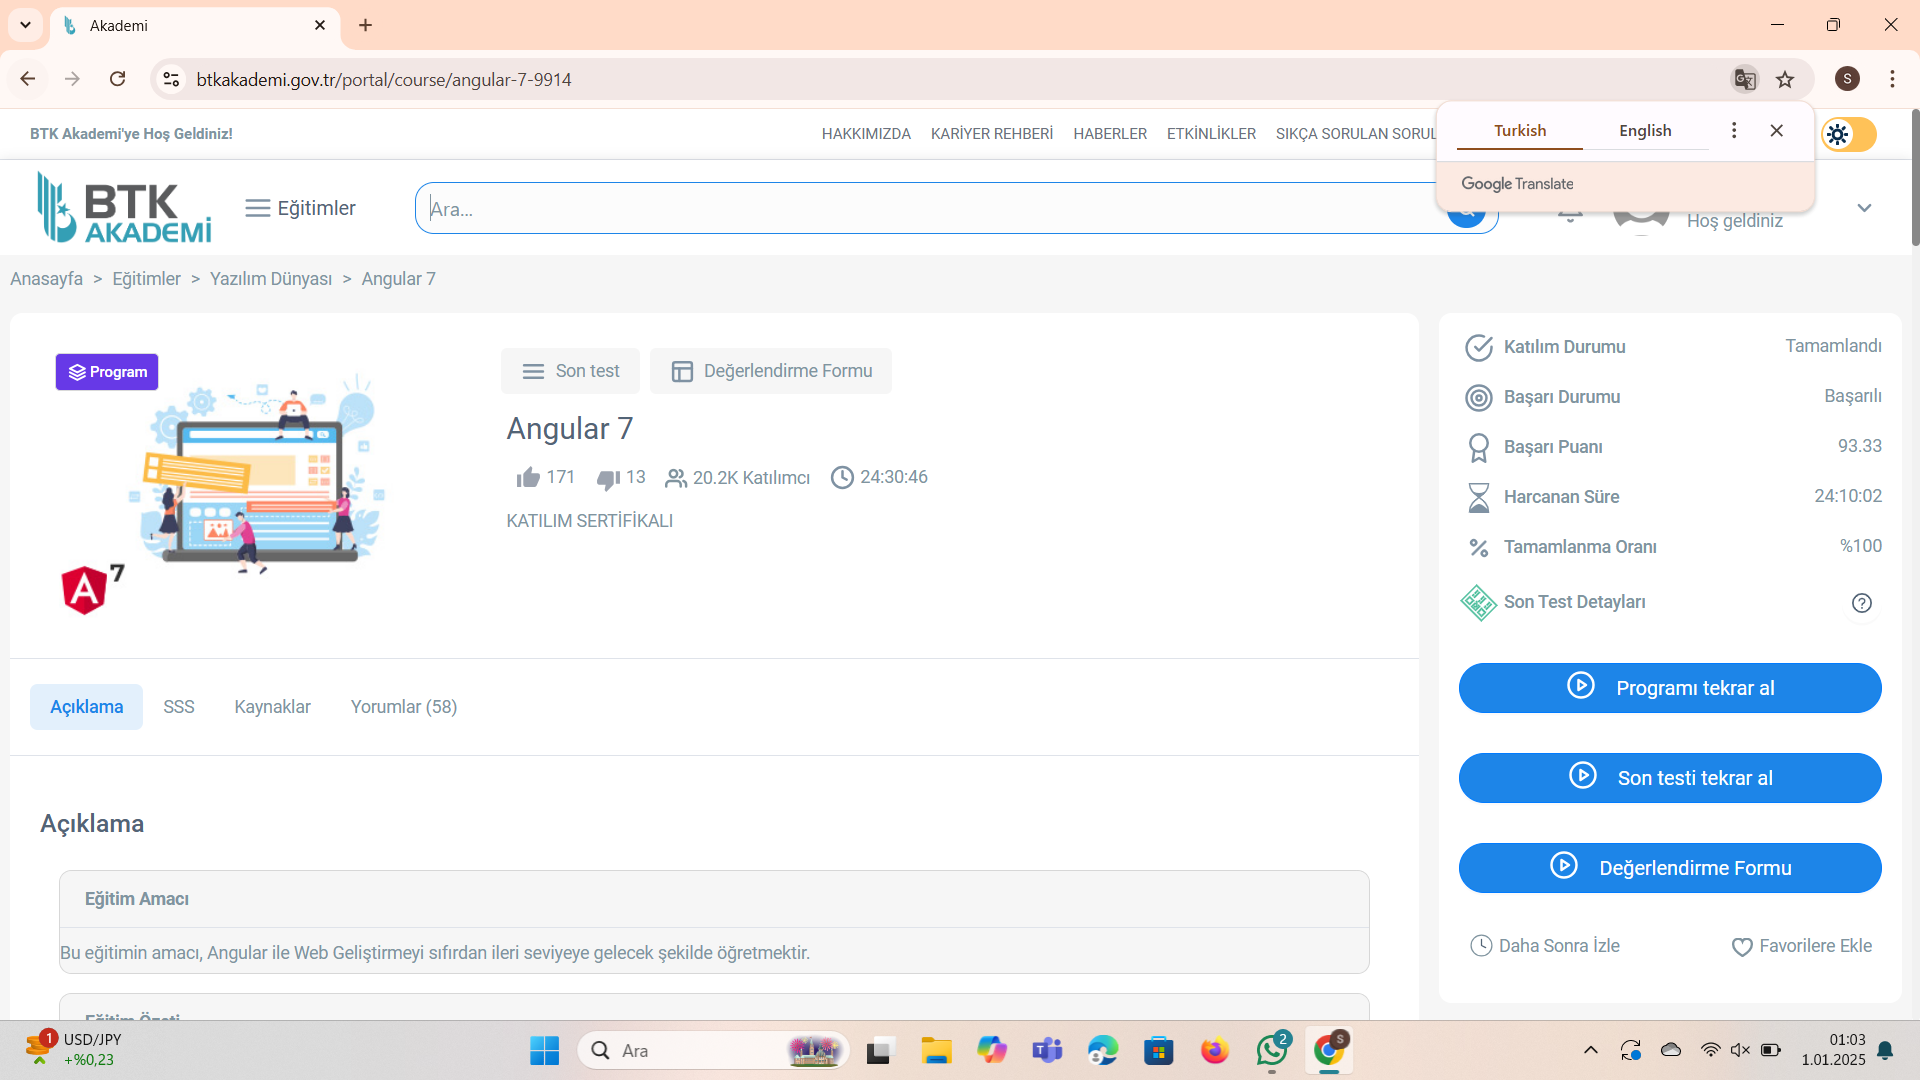 Akademi
btkakademi.gov.tr/portal/course/angular-7-9914
S
BTK Akademi'ye Hoş Geldiniz!
HAKKIMIZDA KARİYER REHBERİ HABERLER ETKİNLİKLER SIKÇA SORULAN
Turkish English
Google Translate
BTK AKADEMİ
Eğitimler
Ara...
Hoş geldiniz
Anasayfa > Eğitimler > Yazılım Dünyası > Angular 7
Program
7
A
Son test
Değerlendirme Formu
Angular 7
171 13 20.2K Katılımcı 24:30:46
KATILIM SERTİFİKALI
Açıklama SSS Kaynaklar Yorumlar (58)
Açıklama
Eğitim Amacı
Bu eğitimin amacı, Angular ile Web Geliştirmeyi sıfırdan ileri seviyeye gelecek şekilde öğretmektir.
Eğitim Özeti
Katılım Durumu Tamamlandı
Başarı Durumu Başarılı
Başarı Puanı 93.33
Harcanan Süre 24:10:02
Tamamlanma Oranı %100
Son Test Detayları
Programı tekrar al
Son testi tekrar al
Değerlendirme Formu
Daha Sonra İzle Favorilere Ekle
1
USD/JPY
+%0,23
Ara
2
S
01:03
1.01.2025